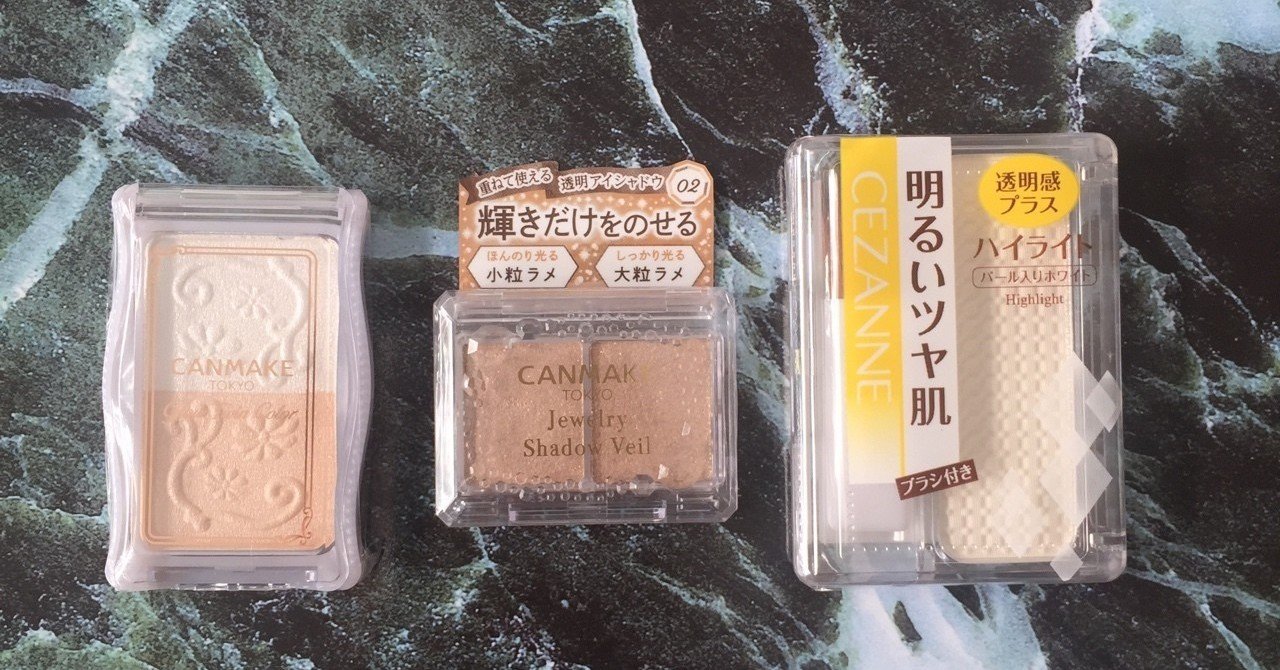 CANMAKE
TOKYO
Color
重ねて使える 透明アイシャドウ 02
輝きだけをのせる
ほんのり光る
小粒ラメ
しっかり光る
大粒ラメ
CANMAKE
TOKYO
Jewelry
Shadow Veil
CEZANNE
明るいツヤ肌
ブラシ付き
透明感
プラス
ハイライト
パール入りホワイト
Highlight